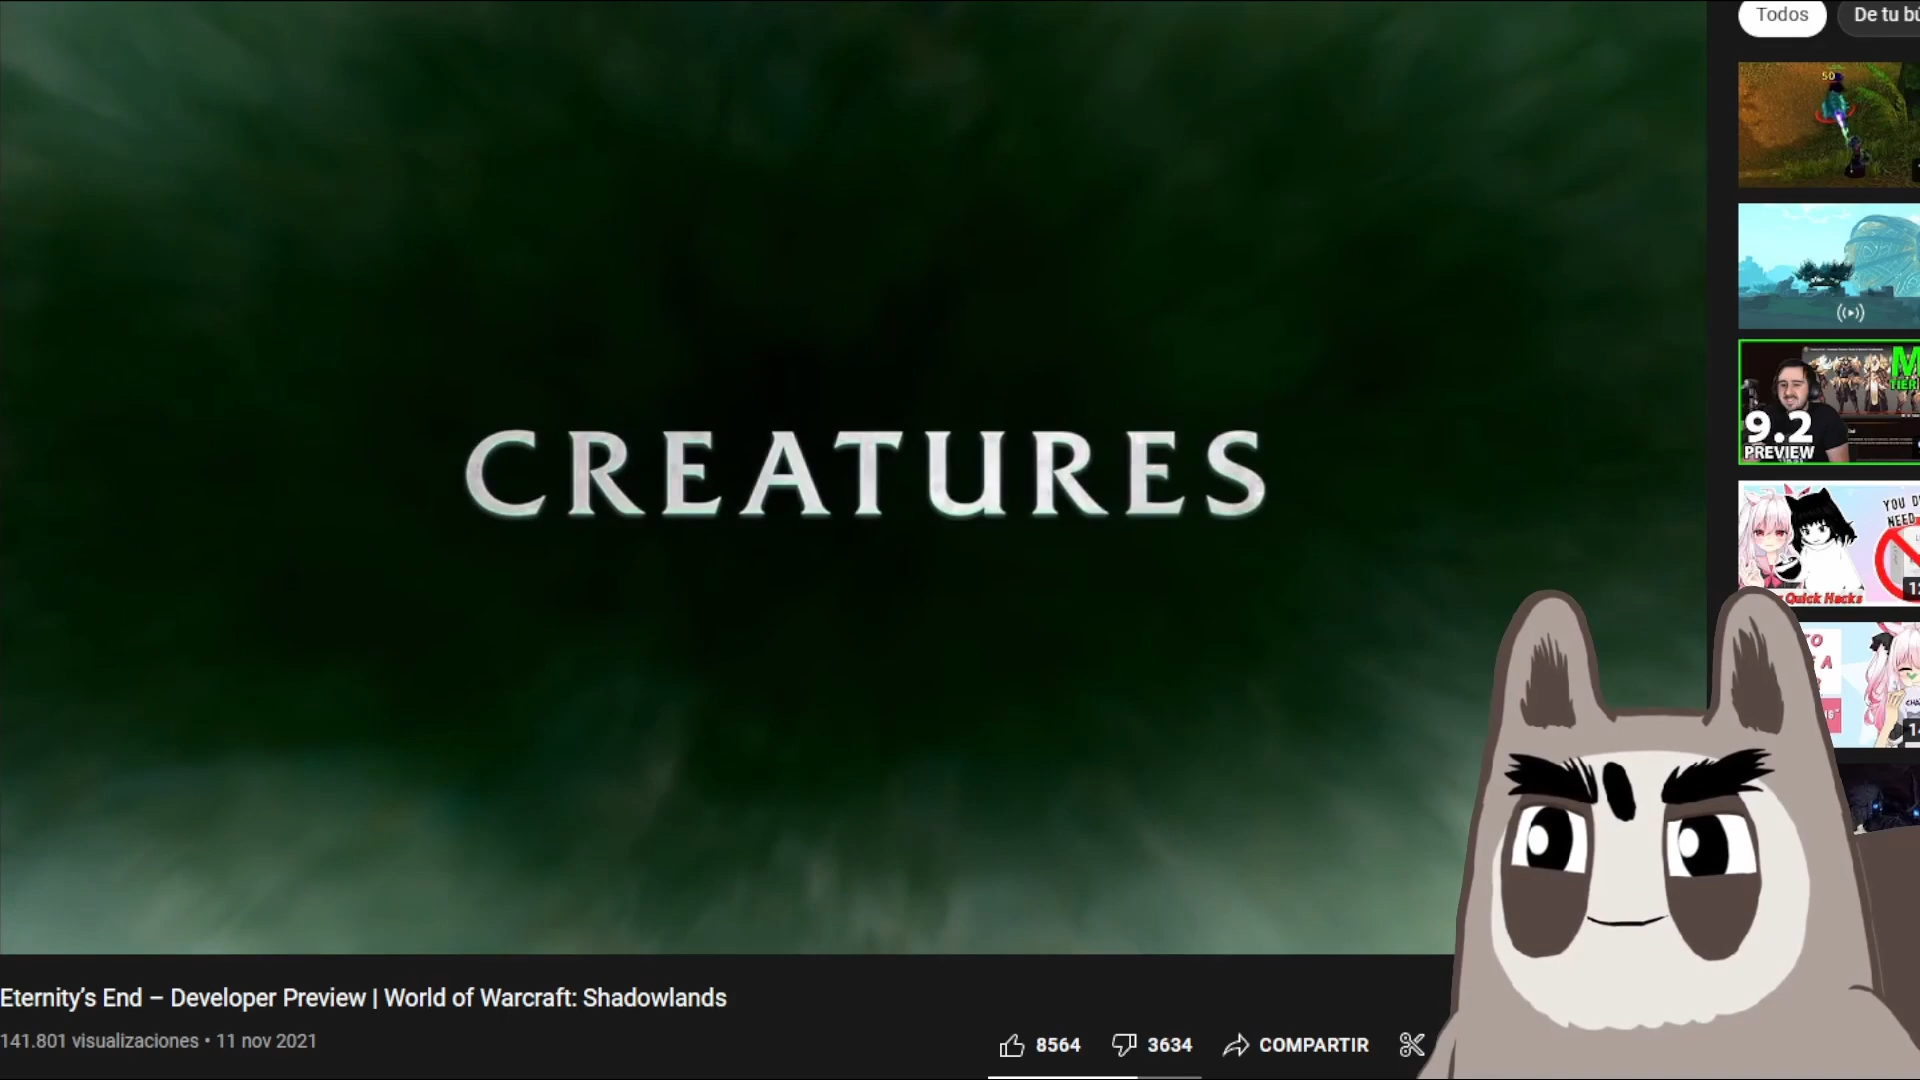 CREATURES
Eternity’s End – Developer Preview | World of Warcraft: Shadowlands
141.801 visualizaciones • 11 nov 2021
8564
3634
COMPARTIR
Todos
De tu
50
TIER
9.2
PREVIEW
YOU
NEED
Quick Hacks